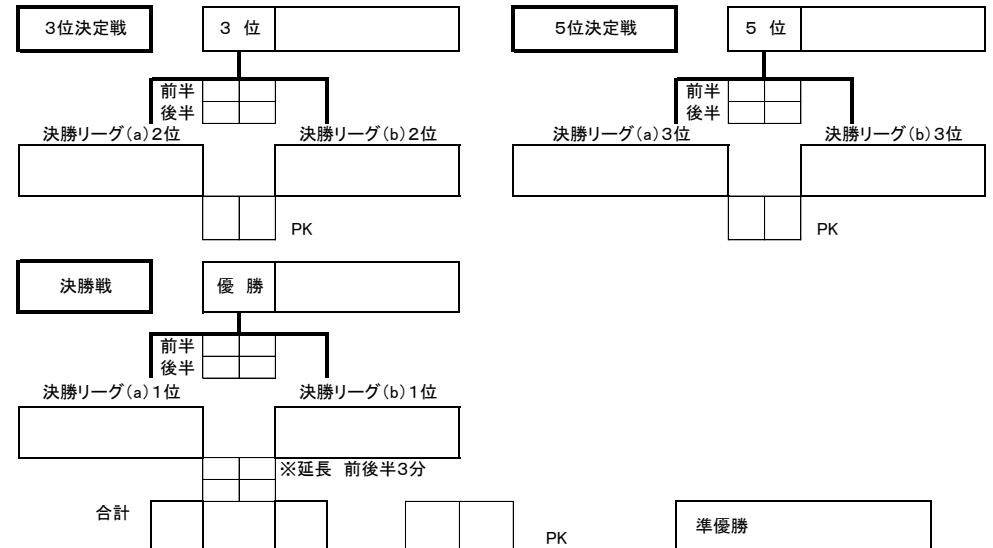 3位決定戦
3 位
前半
後半
決勝リーグ(a)2位
決勝リーグ(b)2位
PK
5位決定戦
5 位
前半
後半
決勝リーグ(a)3位
決勝リーグ(b)3位
PK
決勝戦
優 勝
前半
後半
決勝リーグ(a)1位
決勝リーグ(b)1位
※延長 前後半3分
合計
PK
準優勝